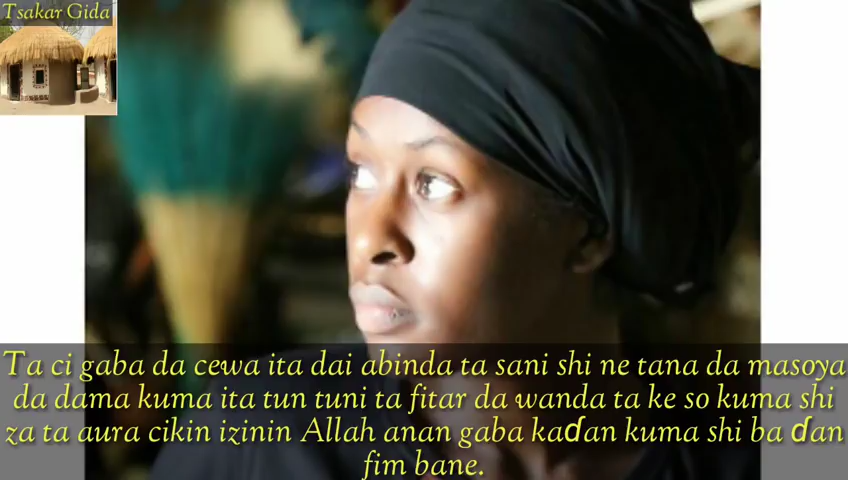 Tsakar Gida
Ta ci gaba da cewa ita dai abinda ta sani shi ne tana da masoya
da dama kuma ita tun tuni ta fitar da wanda ta ke so kuma shi
za ta aura cikin izinin Allah anan gaba kaɗan kuma shi ba ɗan
fim bane.